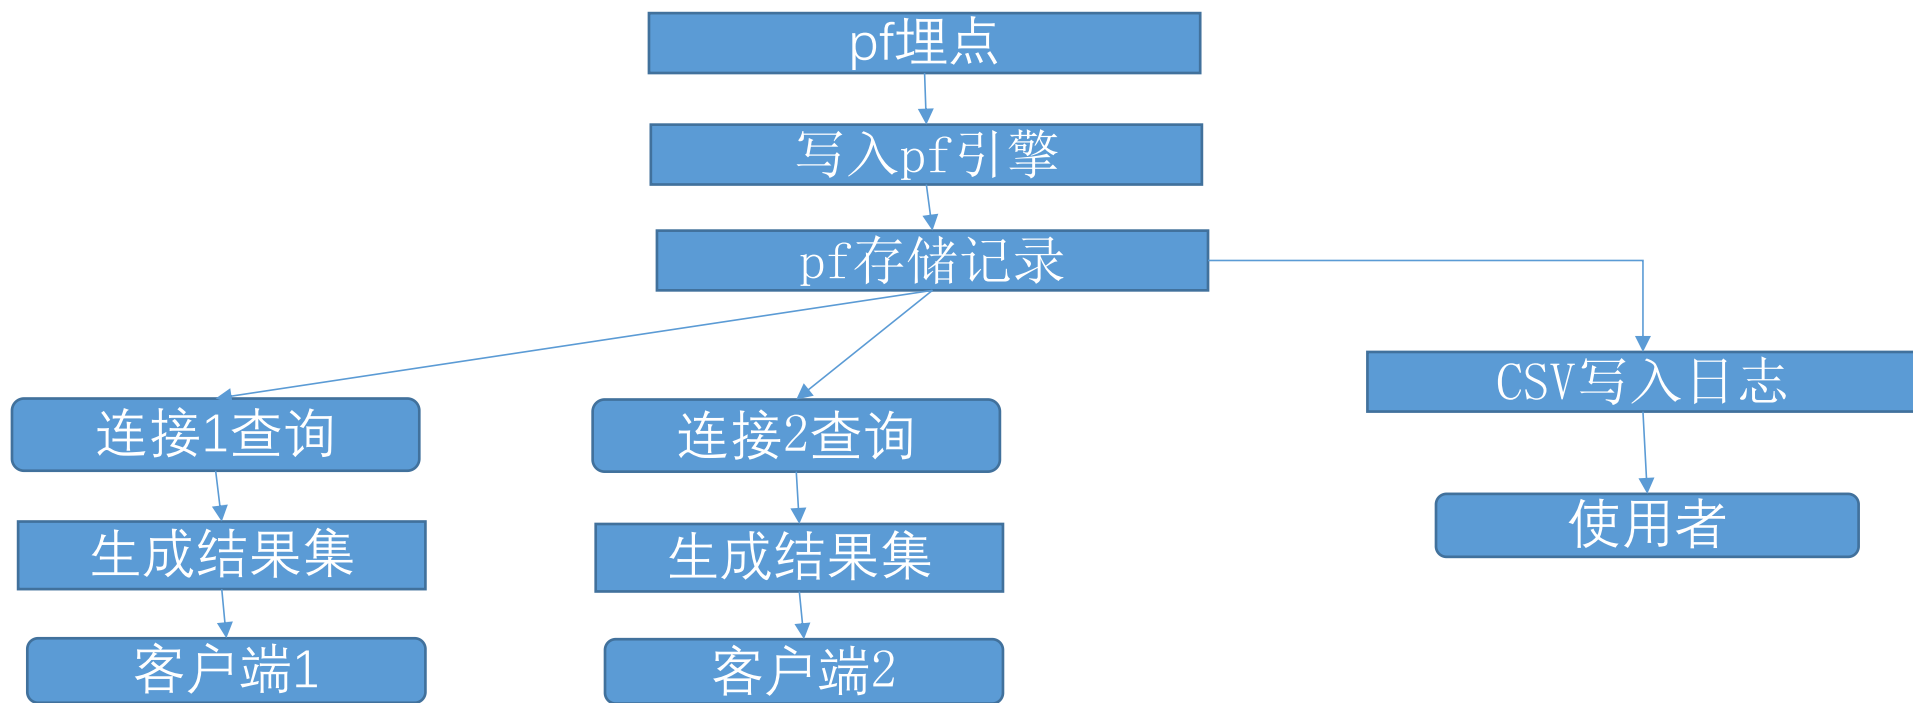 pf埋点
写入pf引擎
pf存储记录
CSV写入日志
连接1查询
连接2查询
使用者
生成结果集
生成结果集
客户端1
客户端2